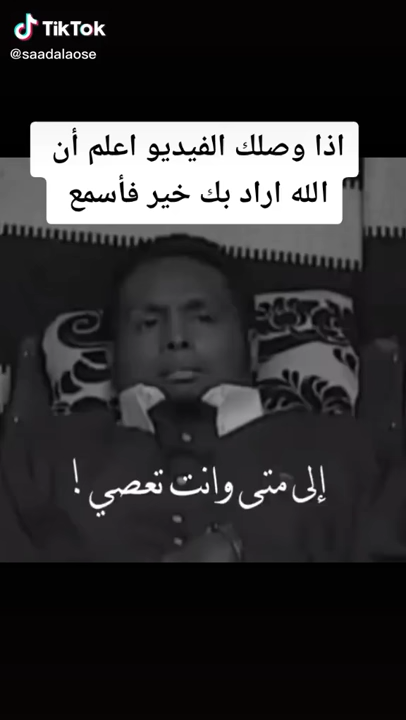 TikTok
@saadalaose
اذا وصلك الفيديو اعلم أن
الله اراد بك خير فأسمع
إلى متى وانت تعصي !